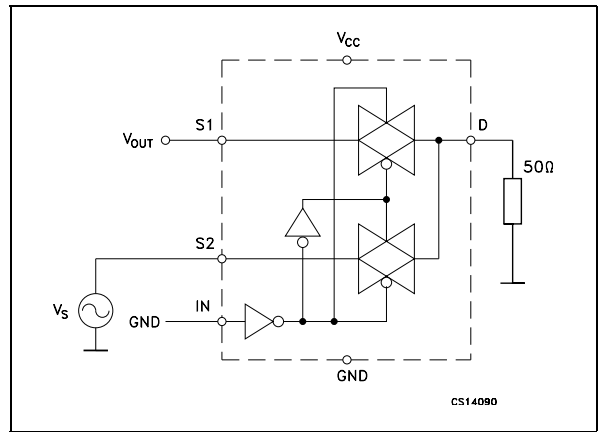 VCC
S1
D
VOUT
50Ω
S2
IN
VS
GND
GND
CS14090